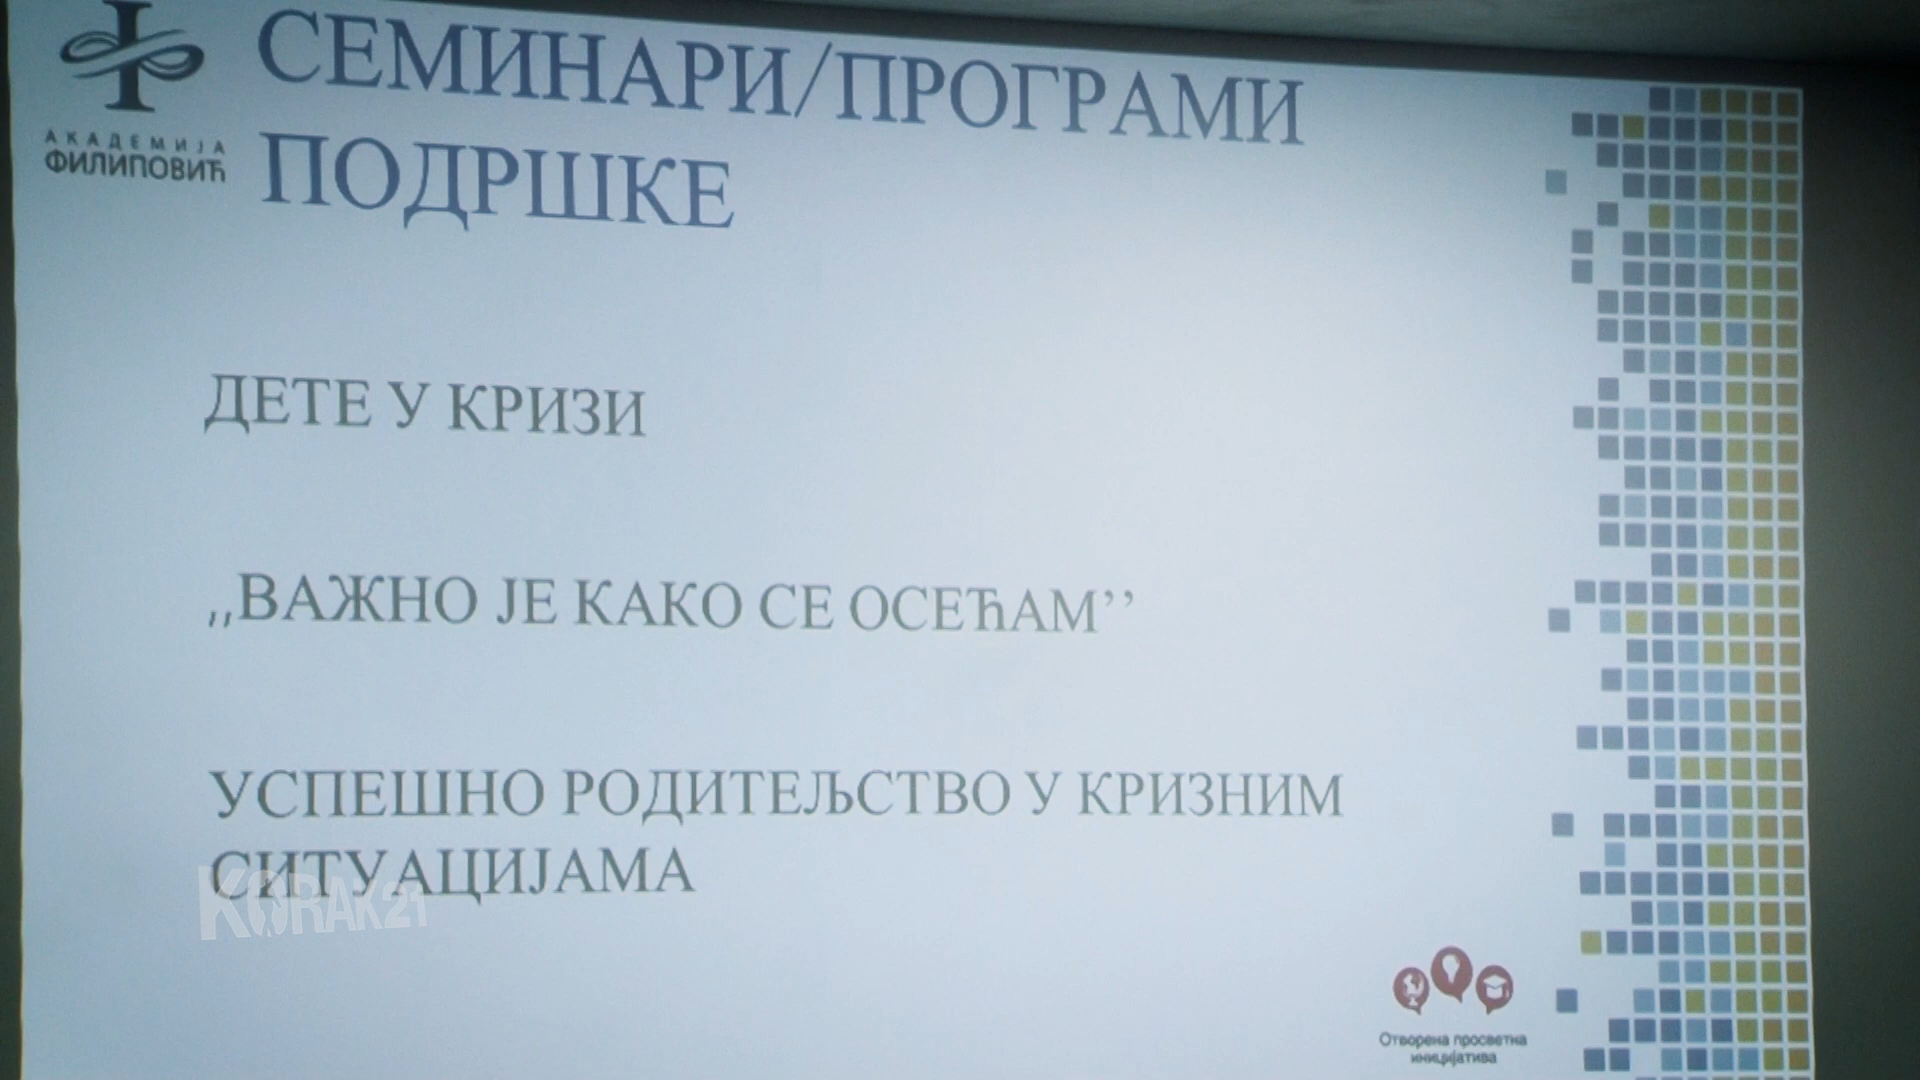 АКАДЕМИЈА
ФИЛИПОВИЋ
СЕМИНАРИ/ПРОГРАМИ
ПОДРШКЕ
ДЕТЕ У КРИЗИ
,,ВАЖНО ЈЕ КАКО СЕ ОСЕЋАМ’’
УСПЕШНО РОДИТЕЉСТВО У КРИЗНИМ
СИТУАЦИЈАМА
KORAK21
Отворена просветна
иницијатива